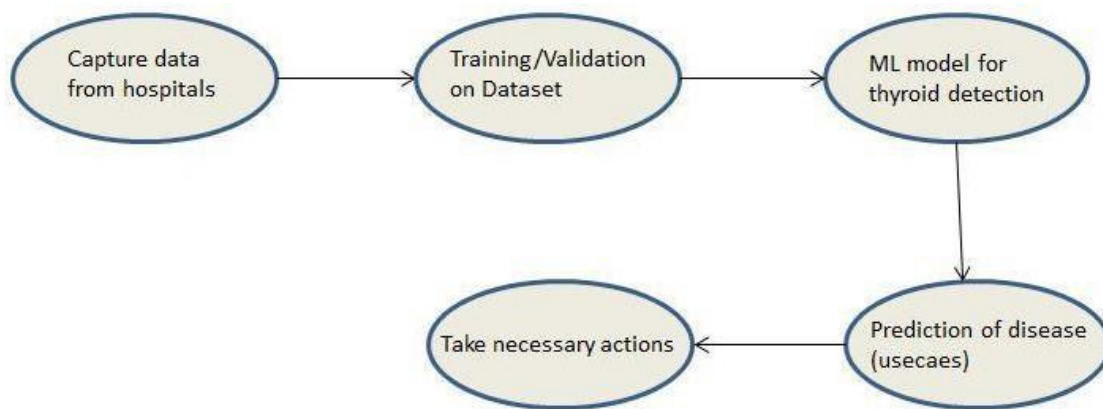 Capture data
from hospitals
Training/Validation
on Dataset
ML model for
thyroid detection
Prediction of disease
(usecaes)
Take necessary actions